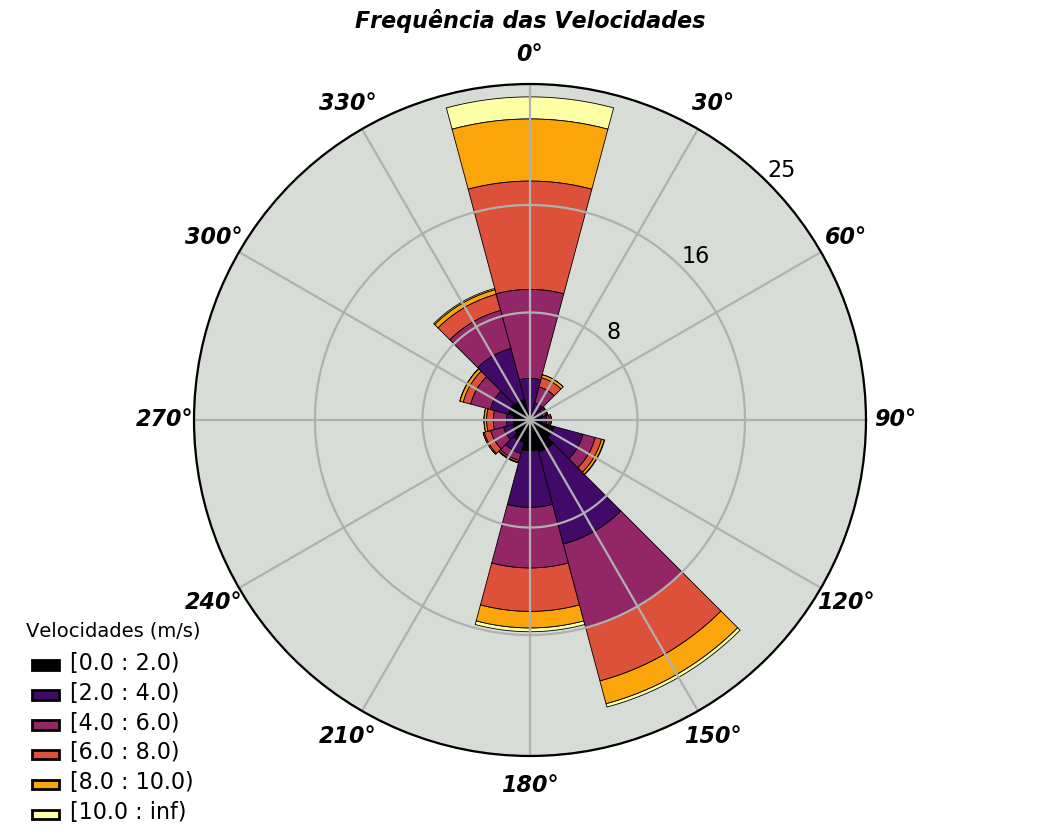 Frequência das Velocidades
0°
330°
30°
25
300°
60°
16
8
270°
90°
240°
120°
210°
150°
180°
Velocidades (m/s)
[0.0 : 2.0)
[2.0 : 4.0)
[4.0 : 6.0)
[6.0 : 8.0)
[8.0 : 10.0)
[10.0 : inf)